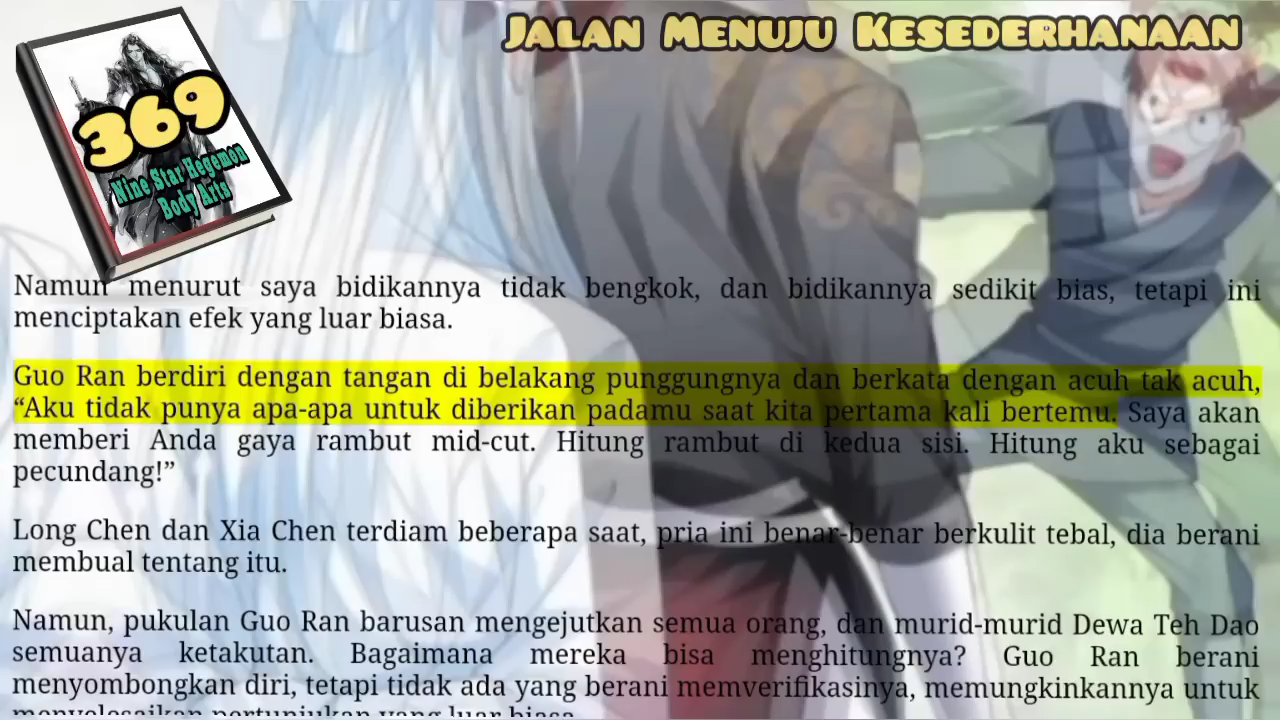 Jalan Menuju Kesederhanaan
369
Nine Star Hegemon
Body Arts
Namun menurut saya bidikannya tidak bengkok, dan bidikannya sedikit bias, tetapi ini
menciptakan efek yang luar biasa.
Guo Ran berdiri dengan tangan di belakang punggungnya dan berkata dengan acuh tak acuh,
“Aku tidak punya apa-apa untuk diberikan padamu saat kita pertama kali bertemu. Saya akan
memberi Anda gaya rambut mid-cut. Hitung rambut di kedua sisi. Hitung aku sebagai
pecundang!”
Long Chen dan Xia Chen terdiam beberapa saat, pria ini benar-benar berkulit tebal, dia berani
membual tentang itu.
Namun, pukulan Guo Ran barusan mengejutkan semua orang, dan murid-murid Dewa Teh Dao
semuanya ketakutan. Bagaimana mereka bisa menghitungnya? Guo Ran berani
menyombongkan diri, tetapi tidak ada yang berani memverifikasinya, memungkinkannya untuk
menyelesaikan pertunjukan yang luar biasa.